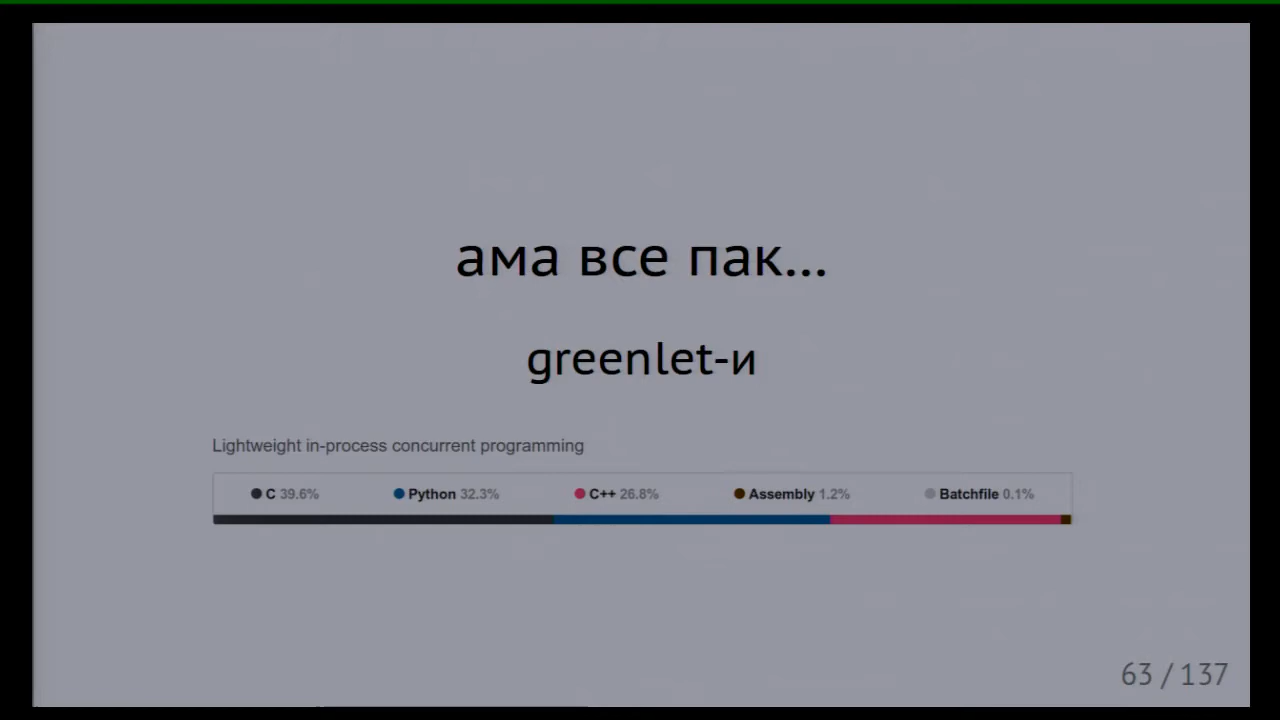 ама все пак...
greenlet-и
Lightweight in-process concurrent programming
C 39.6% Python 32.3% C++ 26.8% Assembly 1.2% Batchfile 0.1%
63 / 137